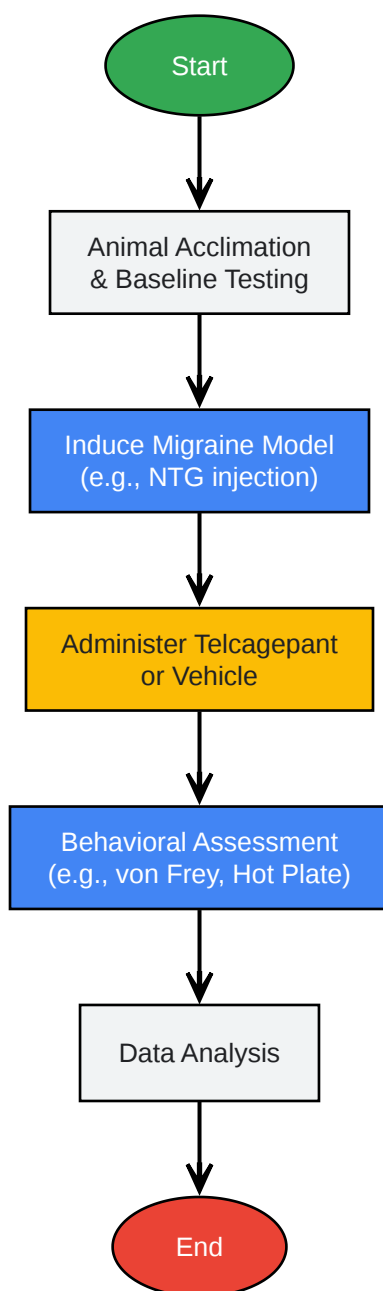 Start
Animal Acclimation
& Baseline Testing
Induce Migraine Model
(e.g., NTG injection)
Administer Telcagepant
or Vehicle
Behavioral Assessment
(e.g., von Frey, Hot Plate)
Data Analysis
End